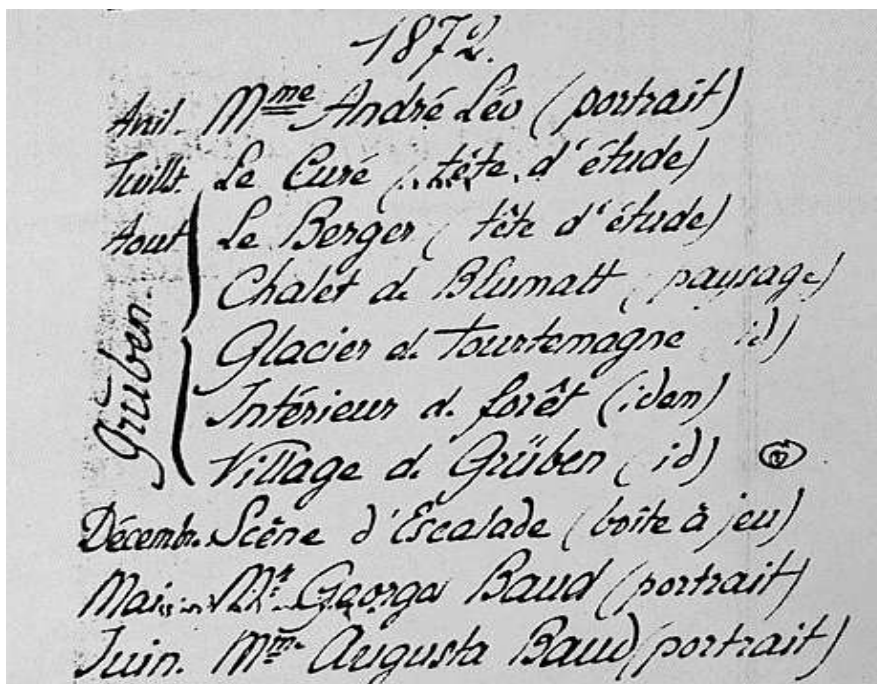 1872.
Avril. Mme André Léo (portrait)
Juillt. Le Curé (tête d'étude)
Aout Le Berger (tête d'étude)
Chalet de Blumatt (paysage)
Glacier de Tourtemagne id)
Intérieur de forêt (idem)
Village de Grüben (id)
Grüben.
Décembr. Scène d'Escalade (boîte à jeu)
Mai Mr Georges Baud (portrait)
Juin. Mme Augusta Baud (portrait)